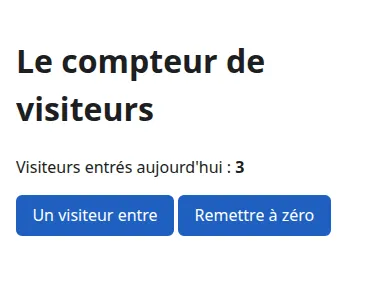 Le compteur de
visiteurs
Visiteurs entrés aujourd'hui : 3
Un visiteur entre
Remettre à zéro